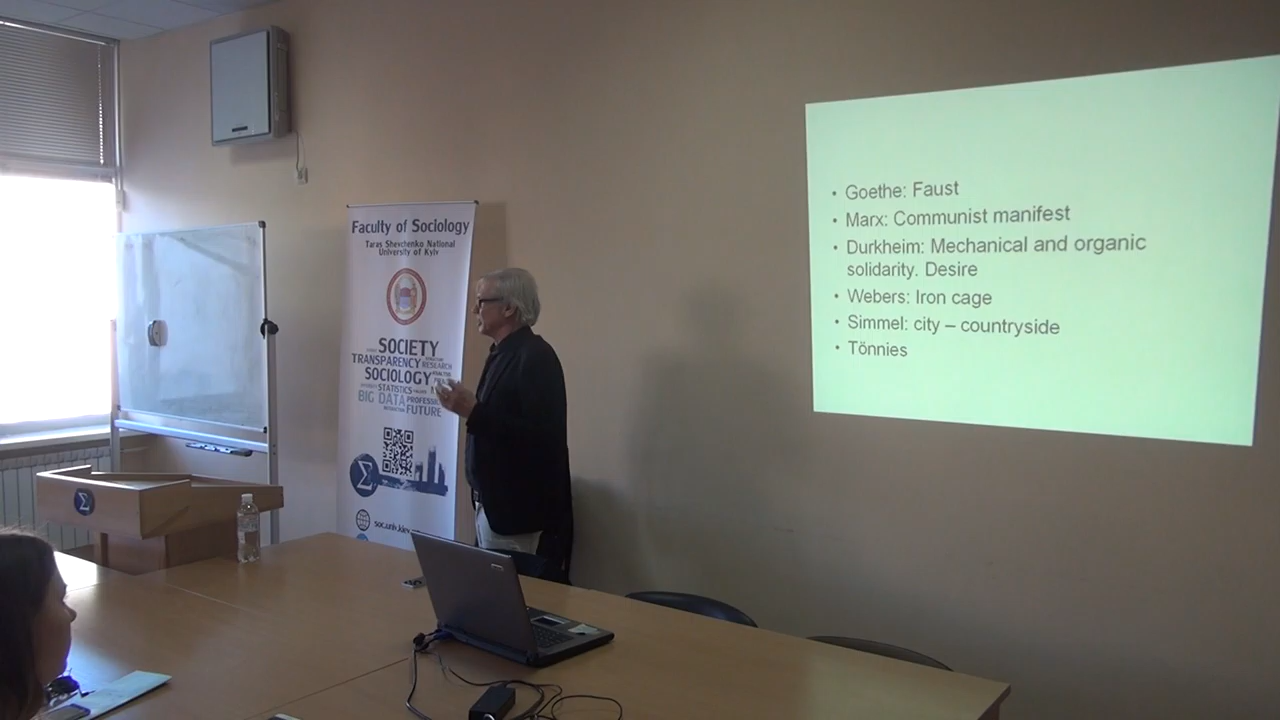 Faculty of Sociology
Taras Shevchenko National
University of Kyiv
SOCIETY
TRANSPARENCY RESEARCH
SOCIOLOGY
STATISTICS
BIG DATA
FUTURE
Σ
Σ
• Goethe: Faust
• Marx: Communist manifest
• Durkheim: Mechanical and organic
solidarity. Desire
• Webers: Iron cage
• Simmel: city – countryside
• Tönnies